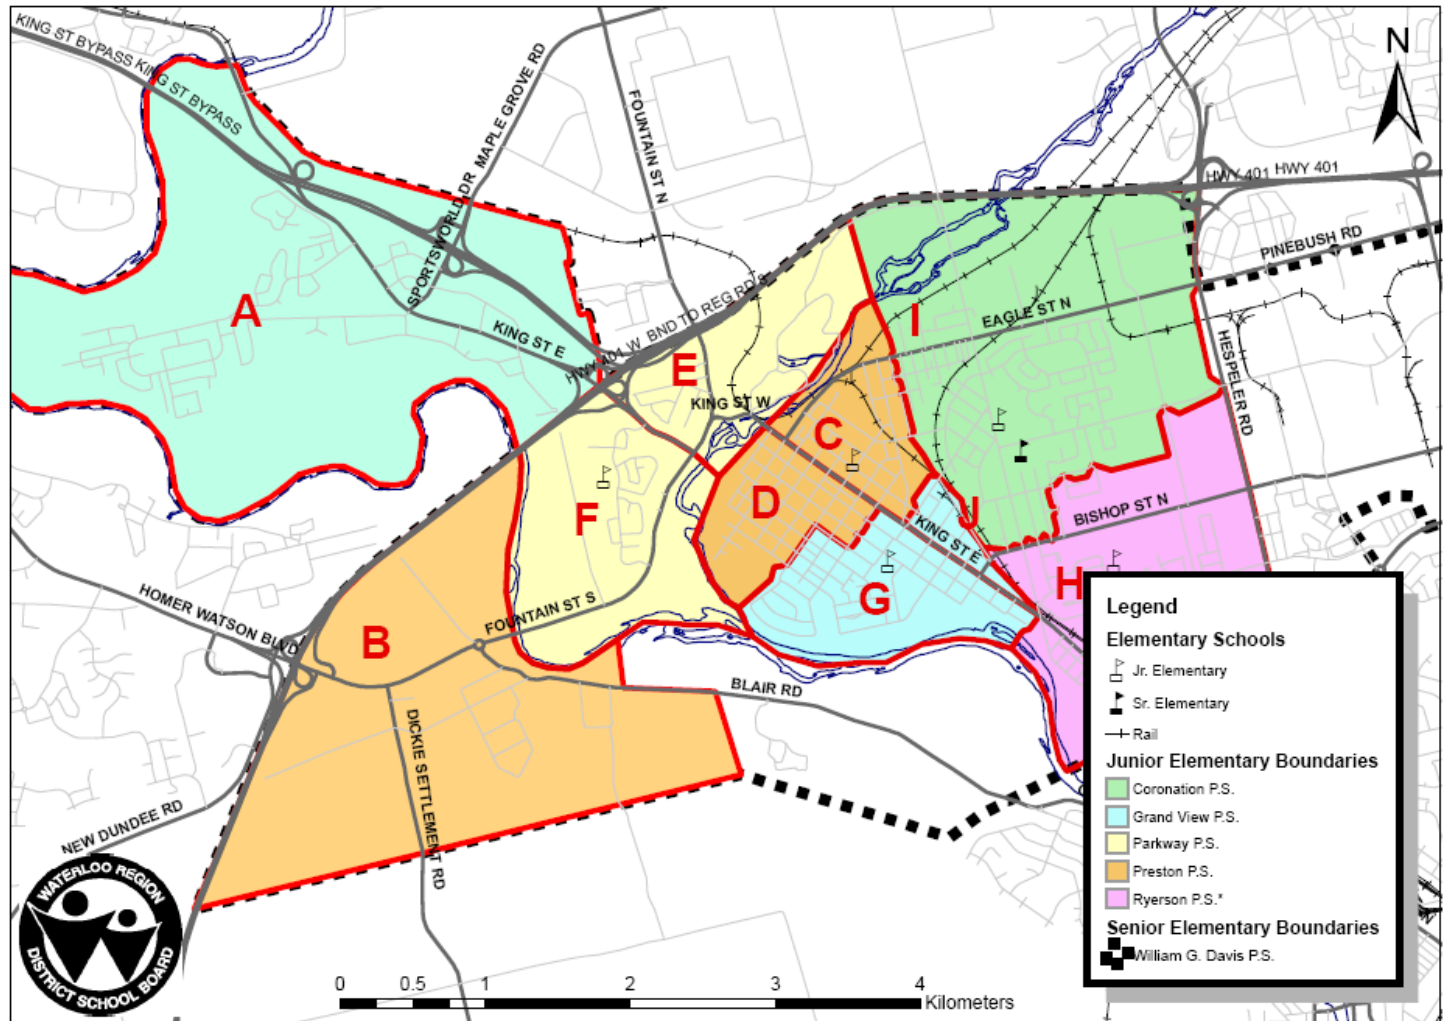 KING ST BYPASS KING ST BYPASS
KING ST BYPASS
SPORTSWORLD DR
MAPLE GROVE RD
FOUNTAIN ST N
N
HWY 401
HWY 401
PINEBUSH RD
A
KING ST E
HWY 401 W BND TO REG RD 8
E
KING ST W
I
EAGLE ST N
HESPELER RD
C
D
F
J
KING ST E
BISHOP ST N
H
G
HOMER WATSON BLVD
B
FOUNTAIN ST S
BLAIR RD
DICKIE SETTLEMENT RD
NEW DUNDEE RD
WATERLOO REGION
DISTRICT SCHOOL BOARD
0 0.5 1 2 3 4
Kilometers
Legend
Elementary Schools
Jr. Elementary
Sr. Elementary
Rail
Junior Elementary Boundaries
Coronation P.S.
Grand View P.S.
Parkway P.S.
Preston P.S.
Ryerson P.S.*
Senior Elementary Boundaries
William G. Davis P.S.